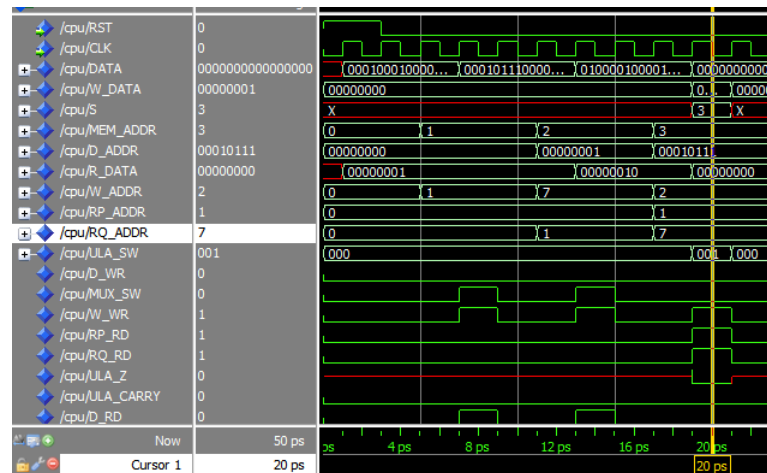 /cpu/RST 0
/cpu/CLK 0
/cpu/DATA 0000000000000000 000100010000... 000101110000... 010000100001... 0000000000
/cpu/W_DATA 00000001 00000000 0... 0000
/cpu/S 3 X 3 X
/cpu/MEM_ADDR 3 0 1 2 3
/cpu/D_ADDR 00010111 00000000 00000001 00010111
/cpu/R_DATA 00000000 00000001 00000010 00000000
/cpu/W_ADDR 2 0 1 7 2
/cpu/RP_ADDR 1 0 1
/cpu/RQ_ADDR 7 0 1 7
/cpu/ULA_SW 001 000 001 000
/cpu/D_WR 0
/cpu/MUX_SW 0
/cpu/W_WR 1
/cpu/RP_RD 1
/cpu/RQ_RD 1
/cpu/ULA_Z 0
/cpu/ULA_CARRY 0
/cpu/D_RD 0
Now 50 ps ps 4 ps 8 ps 12 ps 16 ps 20 ps
Cursor 1 20 ps 20 ps